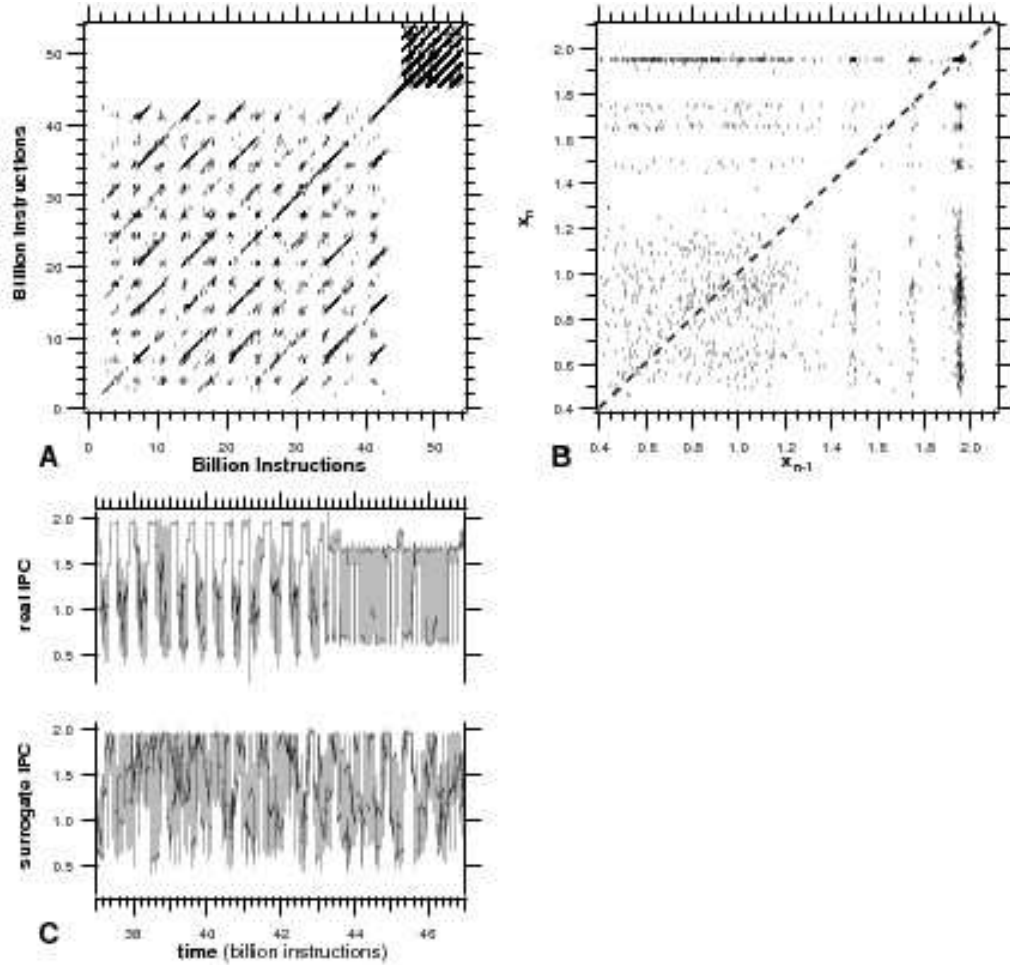 50
40
30
20
10
0
Billion Instructions
0 10 20 30 40 50
Billion Instructions
A
2.0
1.8
1.6
1.4
1.2
1.0
0.8
0.6
0.4
xn
0.4 0.6 0.8 1.0 1.2 1.4 1.6 1.8 2.0
xn-1
B
2.0
1.5
1.0
0.5
real IPC
2.0
1.5
1.0
0.5
surrogate IPC
38 40 42 44 46
time (billion instructions)
C